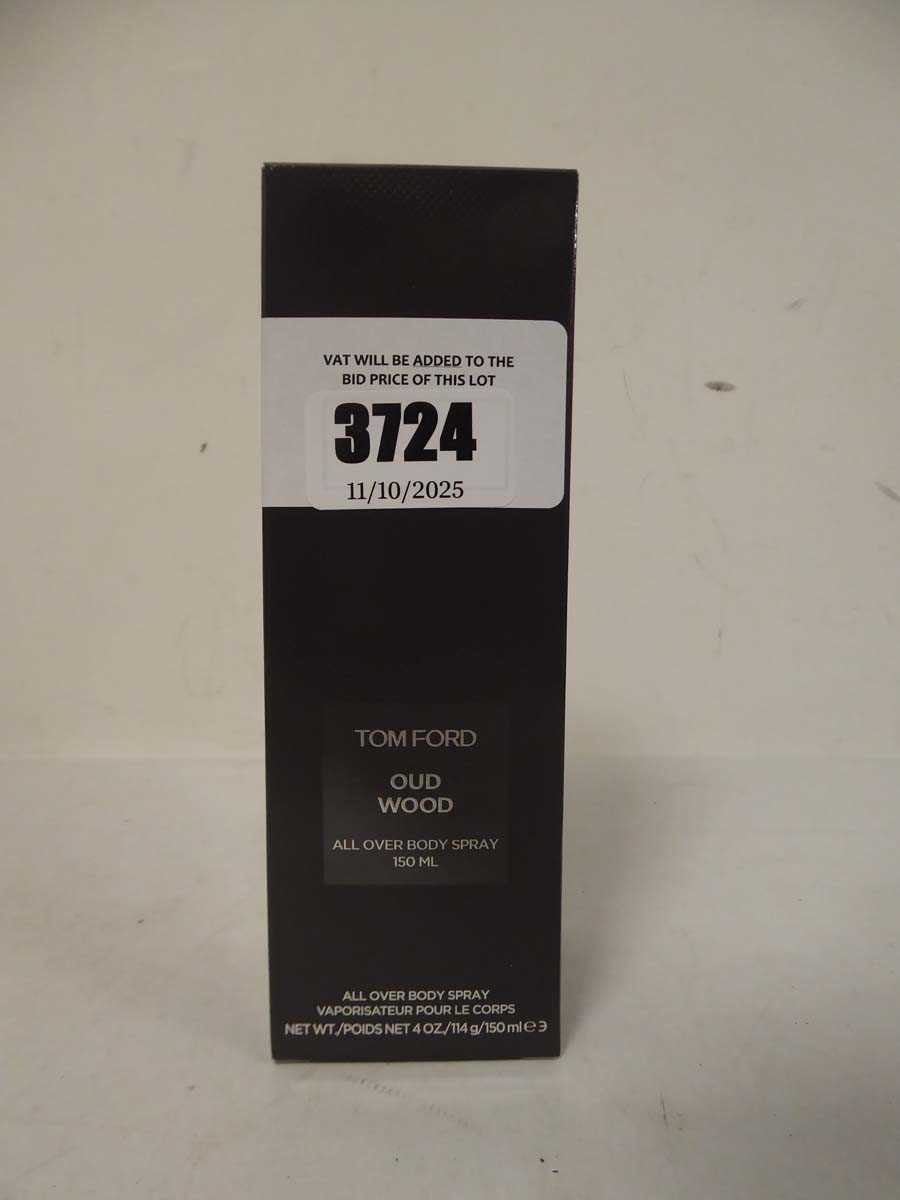 VAT WILL BE ADDED TO THE
BID PRICE OF THIS LOT
3724
11/10/2025
TOM FORD
OUD
WOOD
ALL OVER BODY SPRAY
150 ML
ALL OVER BODY SPRAY
VAPORISATEUR POUR LE CORPS
NET WT./POIDS NET 4 OZ./114 g/150 ml ℮ 3